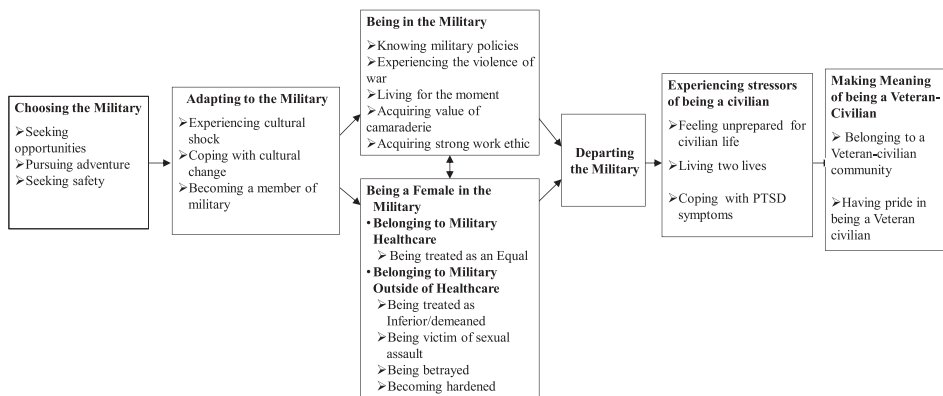 Choosing the Military
➢Seeking
opportunities
➢Pursuing adventure
➢Seeking safety
Adapting to the Military
➢Experiencing cultural
shock
➢Coping with cultural
change
➢Becoming a member of
military
Being in the Military
➢Knowing military policies
➢Experiencing the violence of
war
➢Living for the moment
➢Acquiring value of
camaraderie
➢Acquiring strong work ethic
Being a Female in the
Military
• Belonging to Military
Healthcare
➢Being treated as an Equal
•Belonging to Military
Outside of Healthcare
➢Being treated as
Inferior/demeaned
➢Being victim of sexual
assault
➢Being betrayed
➢Becoming hardened
Departing
the Military
Experiencing stressors
of being a civilian
➢Feeling unprepared for
civilian life
➢Living two lives
➢Coping with PTSD
symptoms
Making Meaning
of being a Veteran-
Civilian
➢ Belonging to a
Veteran-civilian
community
➢Having pride in
being a Veteran
civilian